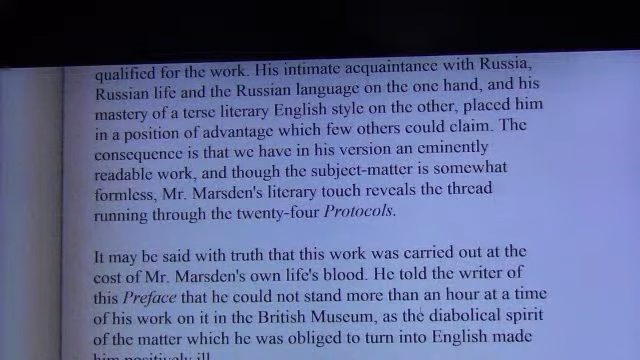 qualified for the work. His intimate acquaintance with Russia,
Russian life and the Russian language on the one hand, and his
mastery of a terse literary English style on the other, placed him
in a position of advantage which few others could claim. The
consequence is that we have in his version an eminently
readable work, and though the subject-matter is somewhat
formless, Mr. Marsden's literary touch reveals the thread
running through the twenty-four Protocols.
It may be said with truth that this work was carried out at the
cost of Mr. Marsden's own life's blood. He told the writer of
this Preface that he could not stand more than an hour at a time
of his work on it in the British Museum, as the diabolical spirit
of the matter which he was obliged to turn into English made
him positively ill.